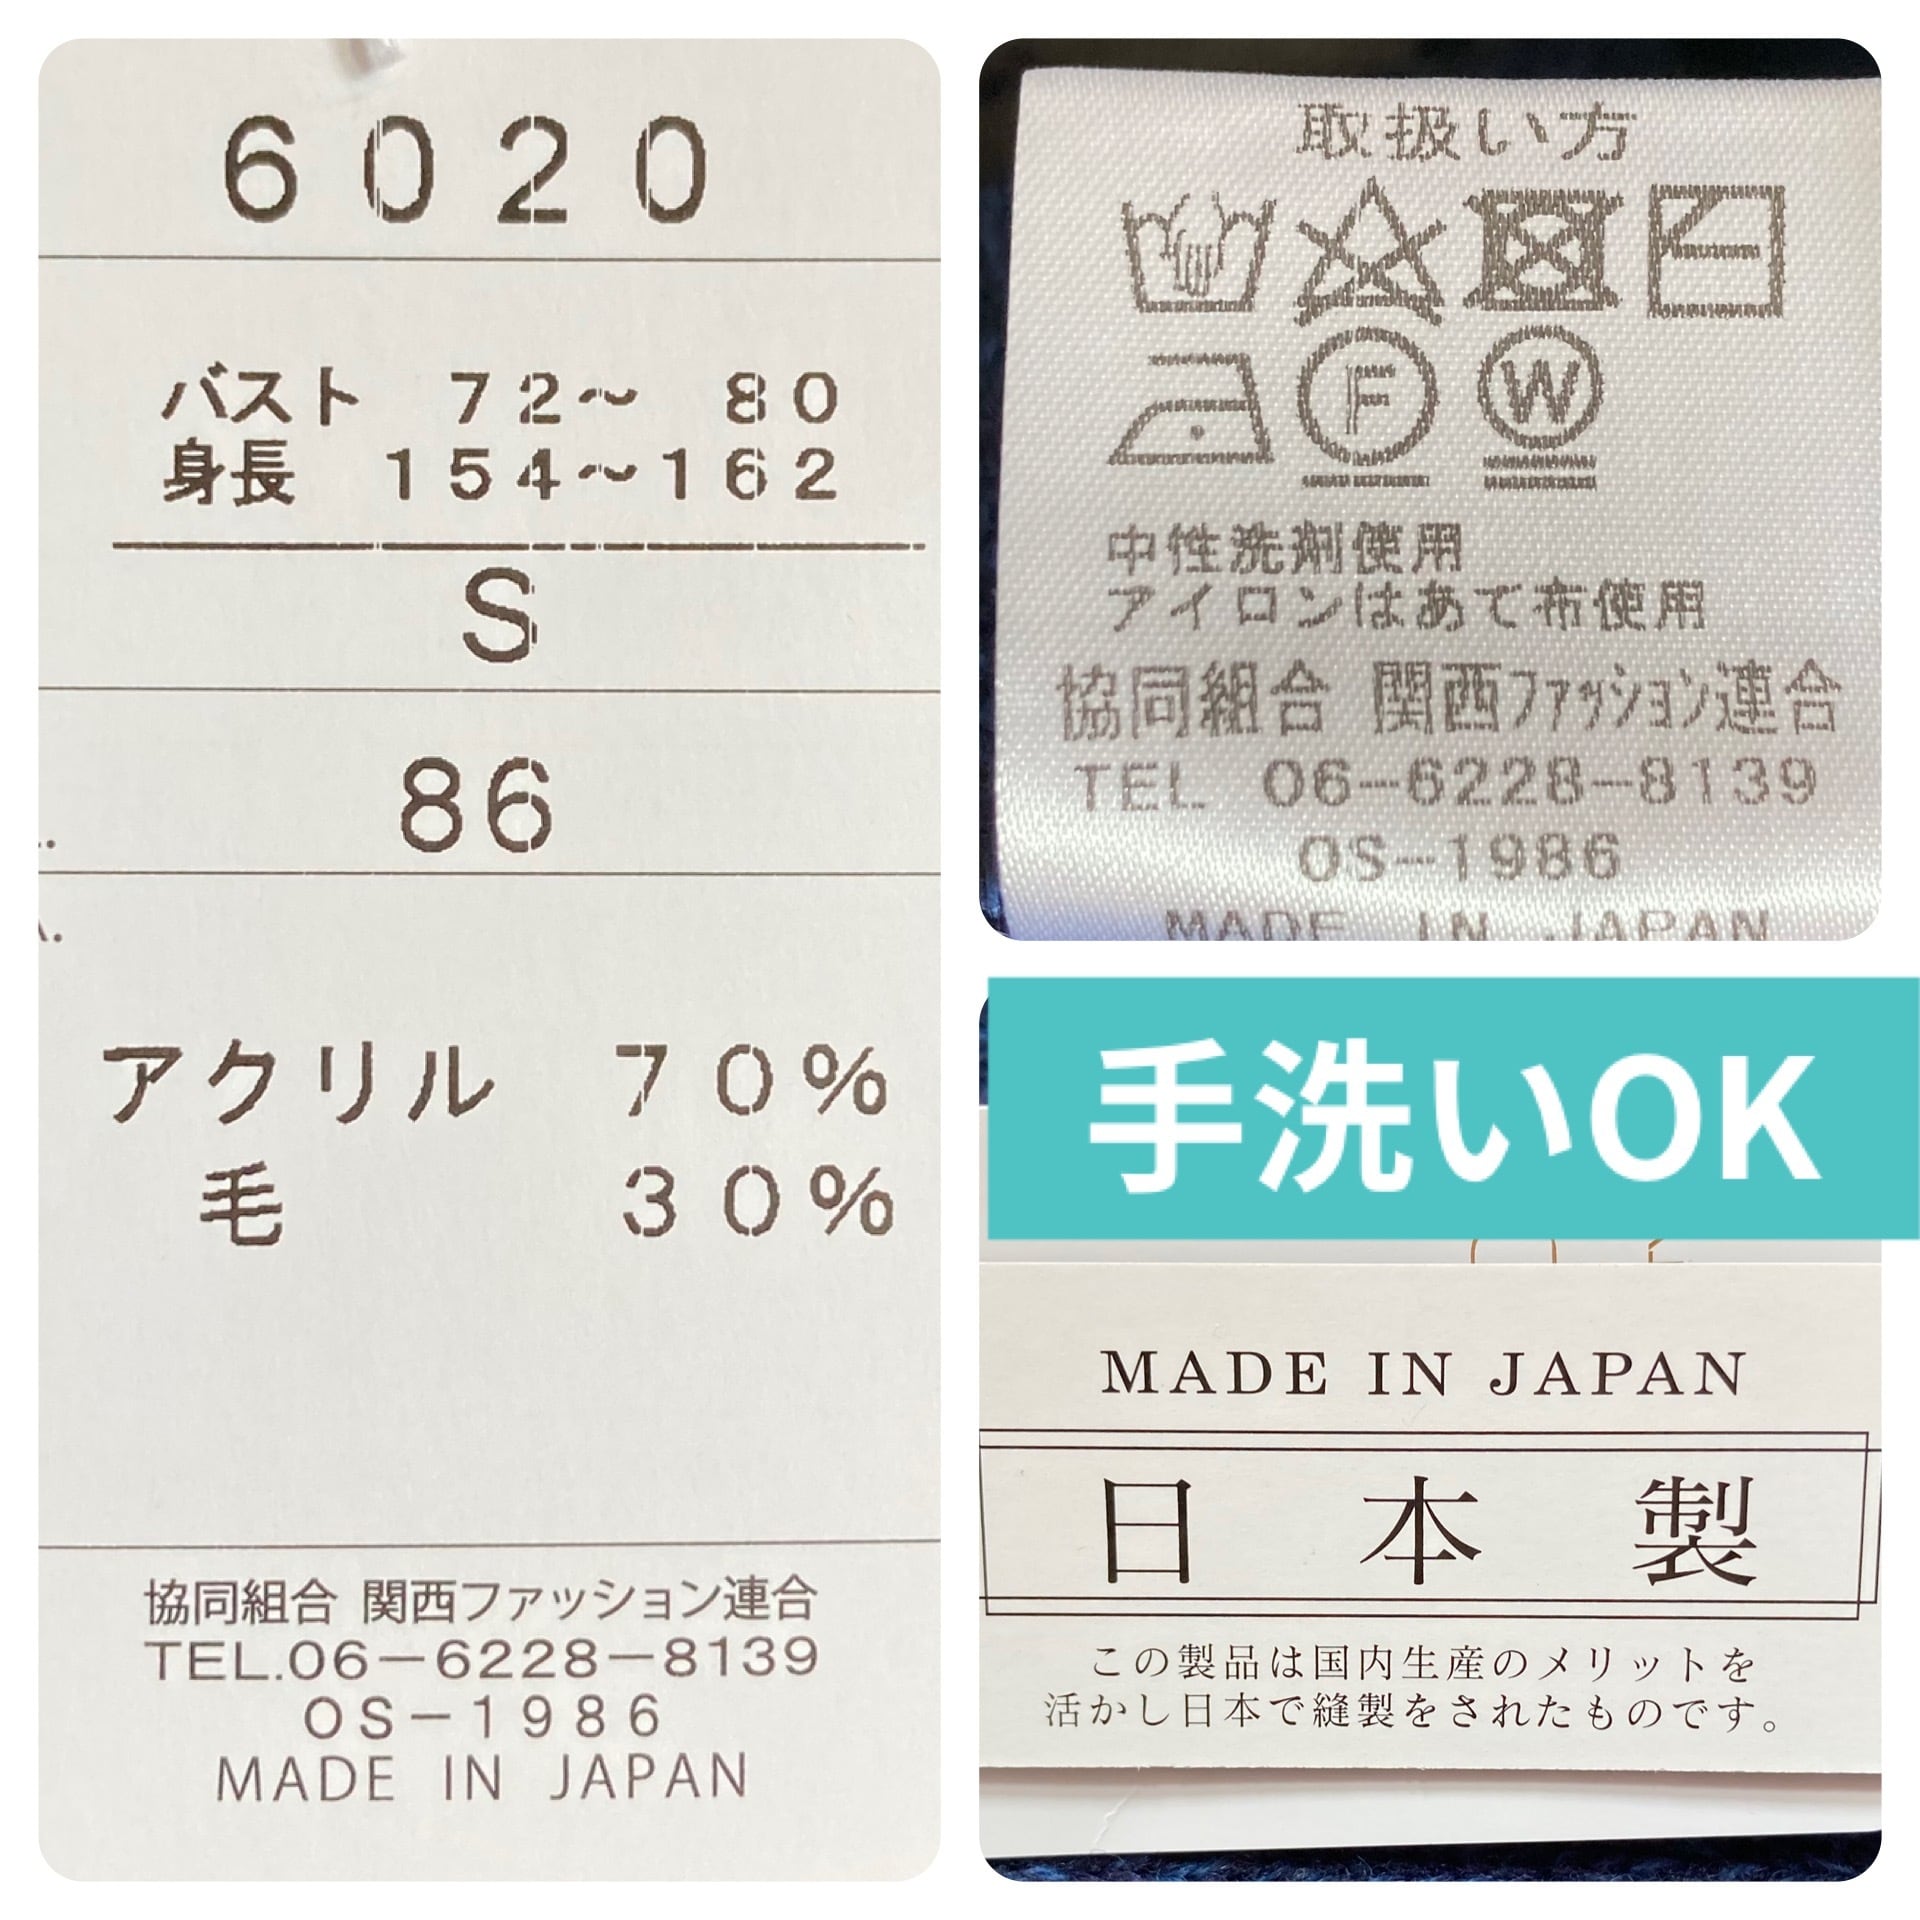 6020
バスト 72～ 80
身長 154～162
S
86
アクリル 70%
毛 30%
協同組合 関西ファッション連合
TEL.06－6228－8139
OS－1986
MADE IN JAPAN
取扱い方
F
W
中性洗剤使用
アイロンはあて布使用
協同組合 関西ファッション連合
TEL 06－6228－8139
OS－1986
MADE IN JAPAN
手洗いOK
MADE IN JAPAN
日本製
この製品は国内生産のメリットを
活かし日本で縫製をされたものです。